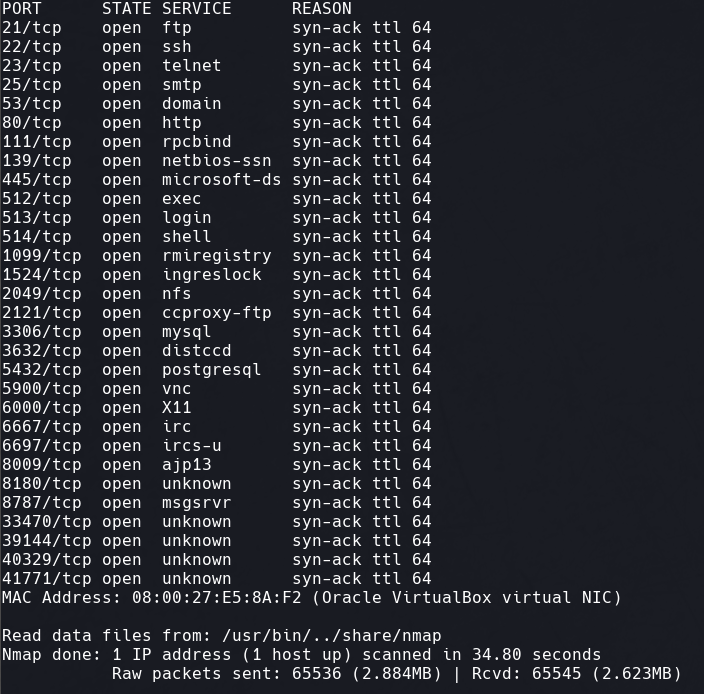 PORT      STATE SERVICE      REASON
21/tcp    open  ftp          syn-ack ttl 64
22/tcp    open  ssh          syn-ack ttl 64
23/tcp    open  telnet       syn-ack ttl 64
25/tcp    open  smtp         syn-ack ttl 64
53/tcp    open  domain       syn-ack ttl 64
80/tcp    open  http         syn-ack ttl 64
111/tcp   open  rpcbind      syn-ack ttl 64
139/tcp   open  netbios-ssn  syn-ack ttl 64
445/tcp   open  microsoft-ds syn-ack ttl 64
512/tcp   open  exec         syn-ack ttl 64
513/tcp   open  login        syn-ack ttl 64
514/tcp   open  shell        syn-ack ttl 64
1099/tcp  open  rmiregistry  syn-ack ttl 64
1524/tcp  open  ingreslock   syn-ack ttl 64
2049/tcp  open  nfs          syn-ack ttl 64
2121/tcp  open  ccproxy-ftp  syn-ack ttl 64
3306/tcp  open  mysql        syn-ack ttl 64
3632/tcp  open  distccd      syn-ack ttl 64
5432/tcp  open  postgresql   syn-ack ttl 64
5900/tcp  open  vnc          syn-ack ttl 64
6000/tcp  open  X11          syn-ack ttl 64
6667/tcp  open  irc          syn-ack ttl 64
6697/tcp  open  ircs-u       syn-ack ttl 64
8009/tcp  open  ajp13        syn-ack ttl 64
8180/tcp  open  unknown      syn-ack ttl 64
8787/tcp  open  msgsrvr      syn-ack ttl 64
33470/tcp open  unknown      syn-ack ttl 64
39144/tcp open  unknown      syn-ack ttl 64
40329/tcp open  unknown      syn-ack ttl 64
41771/tcp open  unknown      syn-ack ttl 64
MAC Address: 08:00:27:E5:8A:F2 (Oracle VirtualBox virtual NIC)

Read data files from: /usr/bin/../share/nmap
Nmap done: 1 IP address (1 host up) scanned in 34.80 seconds
           Raw packets sent: 65536 (2.884MB) | Rcvd: 65545 (2.623MB)